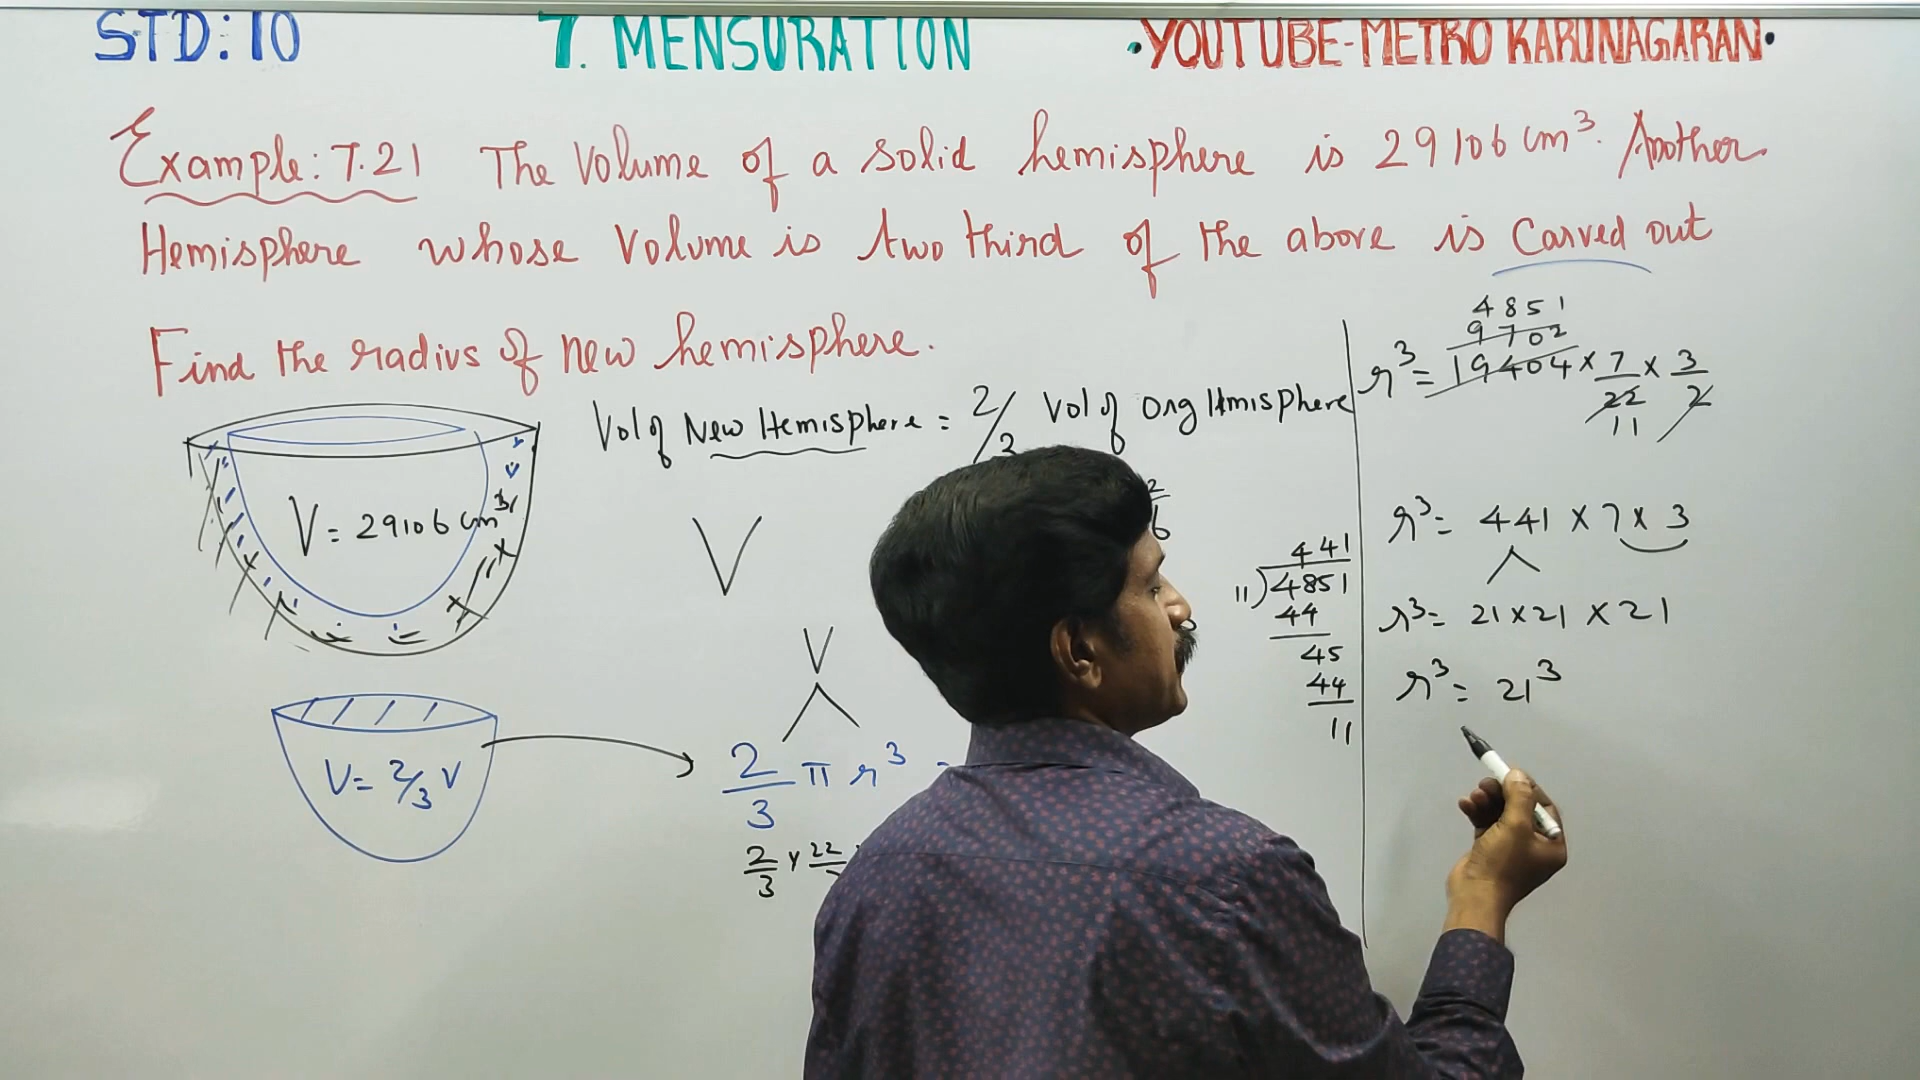 STD:10
7. MENSURATION
•YOUTUBE-METRO KARUNAGARAN•
Example:7.21 The Volume of a solid hemisphere is 29106 cm³. Another
Hemisphere whose Volume is two third of the above is Carved out
Find the radius of new hemisphere.
V = 29106 cm³
V = 2/3 V
Vol of New Hemisphere = 2/3 Vol of Org Hemisphere
V
V
2/3 π r³
2/3 × 22
441
11)4851
44
45
44
11
4851
9702
r³ = 19404 × 7/22 × 3/2
11
r³ = 441 × 7 × 3
r³ = 21 × 21 × 21
r³ = 21³